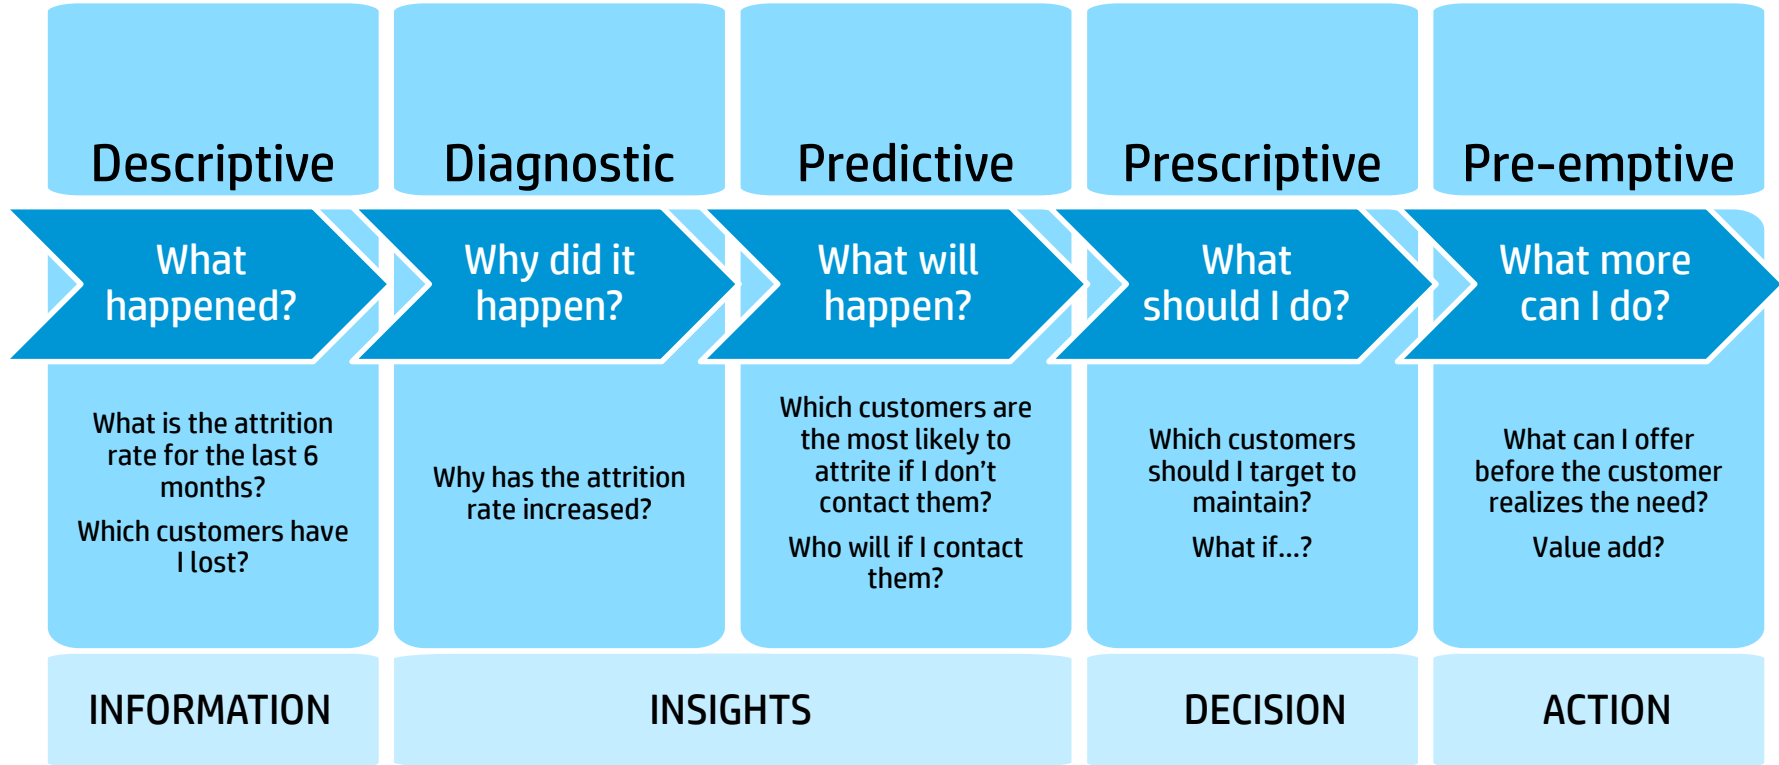 Descriptive
Diagnostic
Predictive
Prescriptive
Pre-emptive
What
happened?
Why did it
happen?
What will
happen?
What
should I do?
What more
can I do?
What is the attrition
rate for the last 6
months?
Which customers have
I lost?
Why has the attrition
rate increased?
Which customers are
the most likely to
attrite if I don’t
contact them?
Who will if I contact
them?
Which customers
should I target to
maintain?
What if...?
What can I offer
before the customer
realizes the need?
Value add?
INFORMATION
INSIGHTS
DECISION
ACTION